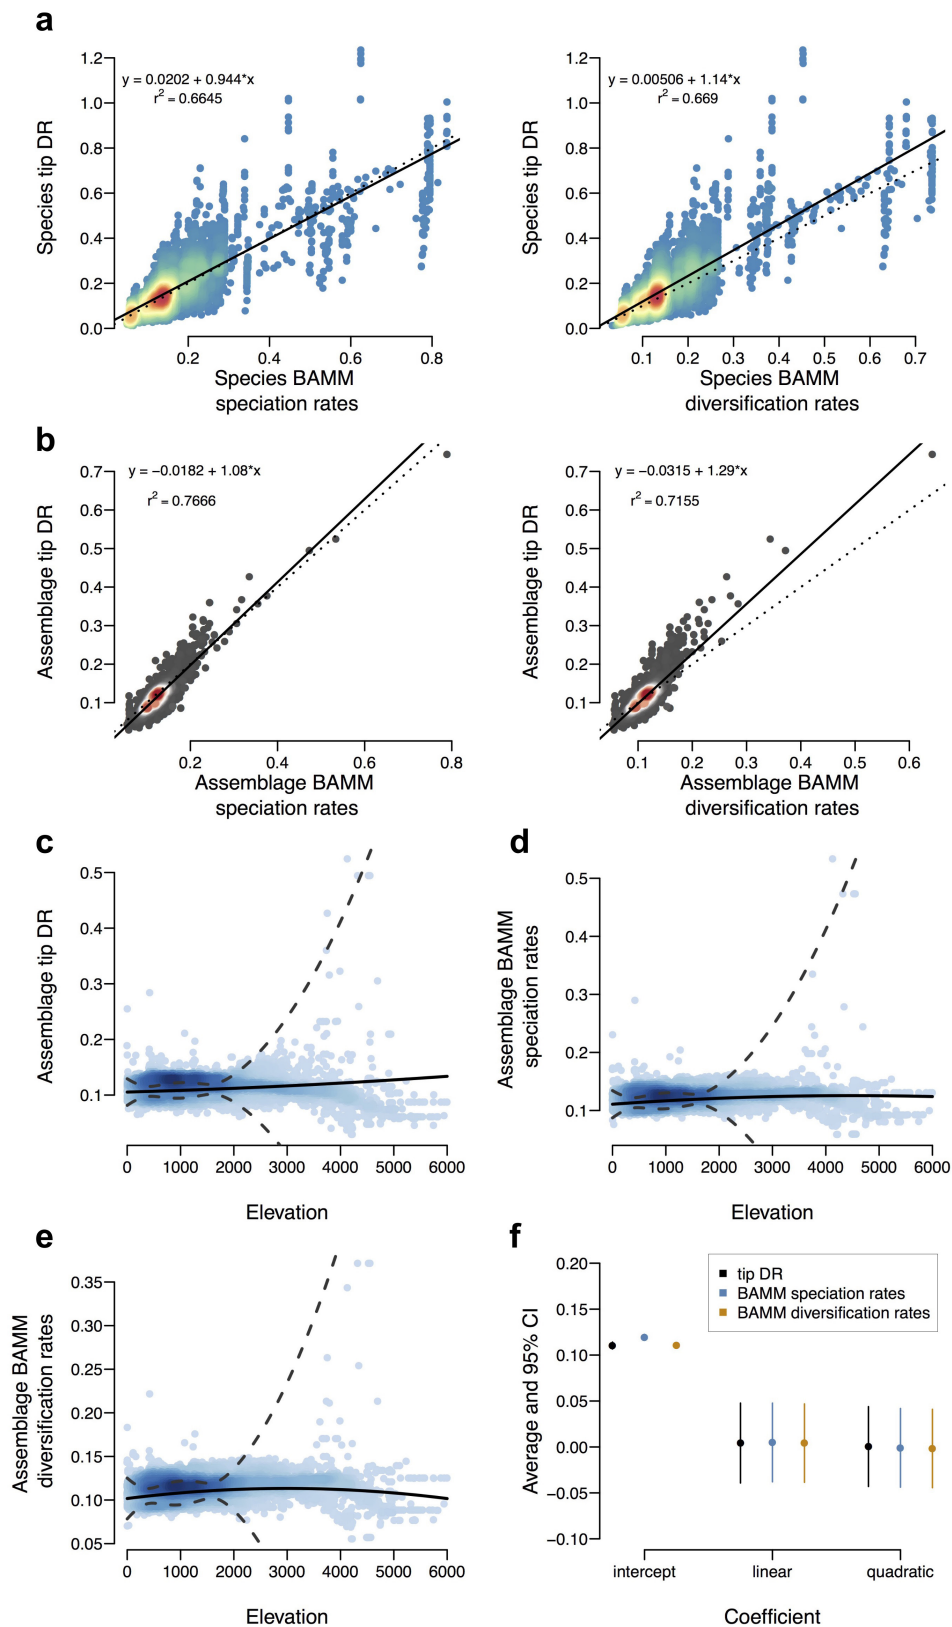 a
y = 0.0202 + 0.944*x
r2 = 0.6645
Species tip DR
1.2
1.0
0.8
0.6
0.4
0.2
0.0
0.2 0.4 0.6 0.8
Species BAMM
speciation rates
y = 0.00506 + 1.14*x
r2 = 0.669
Species tip DR
1.2
1.0
0.8
0.6
0.4
0.2
0.0
0.1 0.2 0.3 0.4 0.5 0.6 0.7
Species BAMM
diversification rates
b
y = −0.0182 + 1.08*x
r2 = 0.7666
Assemblage tip DR
0.7
0.6
0.5
0.4
0.3
0.2
0.1
0.2 0.4 0.6 0.8
Assemblage BAMM
speciation rates
y = −0.0315 + 1.29*x
r2 = 0.7155
Assemblage tip DR
0.7
0.6
0.5
0.4
0.3
0.2
0.1
0.1 0.2 0.3 0.4 0.5 0.6
Assemblage BAMM
diversification rates
c
Assemblage tip DR
0.5
0.4
0.3
0.2
0.1
0 1000 2000 3000 4000 5000 6000
Elevation
d
Assemblage BAMM
speciation rates
0.5
0.4
0.3
0.2
0.1
0 1000 2000 3000 4000 5000 6000
Elevation
e
Assemblage BAMM
diversification rates
0.35
0.30
0.25
0.20
0.15
0.10
0.05
0 1000 2000 3000 4000 5000 6000
Elevation
f
Average and 95% CI
0.20
0.15
0.10
0.05
0.00
−0.05
−0.10
tip DR
BAMM speciation rates
BAMM diversification rates
intercept linear quadratic
Coefficient